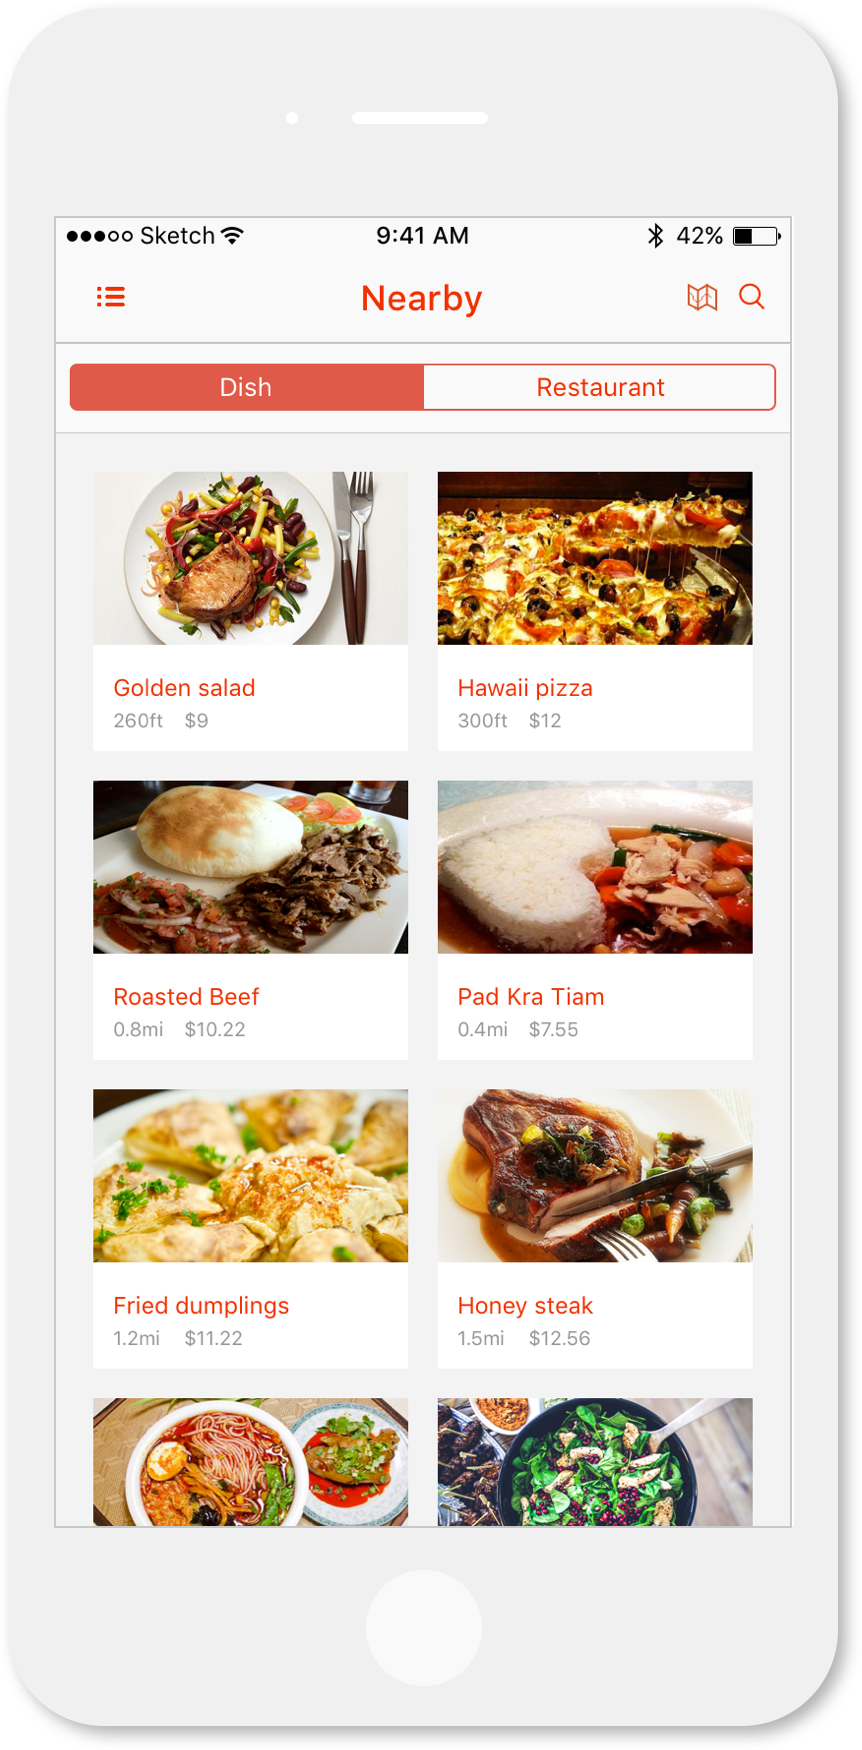 Sketch 9:41 AM 42%
Nearby
Dish Restaurant
Golden salad
260ft $9
Hawaii pizza
300ft $12
Roasted Beef
0.8mi $10.22
Pad Kra Tiam
0.4mi $7.55
Fried dumplings
1.2mi $11.22
Honey steak
1.5mi $12.56